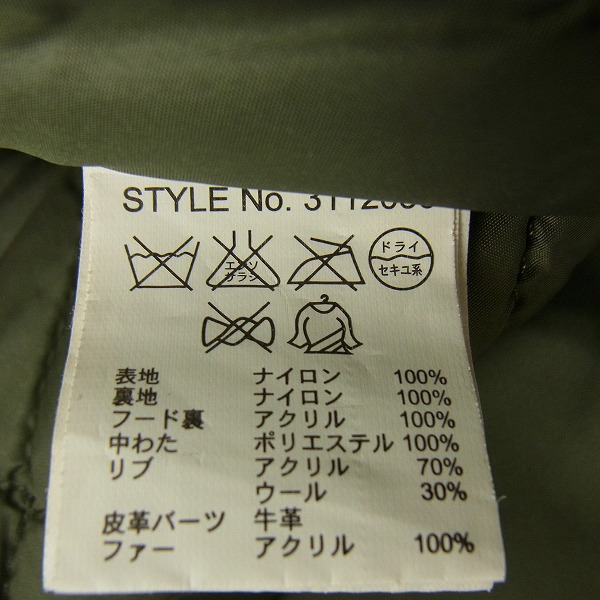 STYLE No.
エンソ
サラシ
ドライ
セキユ系
表地 ナイロン 100%
裏地 ナイロン 100%
フード裏 アクリル 100%
中わた ポリエステル 100%
リブ アクリル 70%
ウール 30%
皮革パーツ 牛革
ファー アクリル 100%